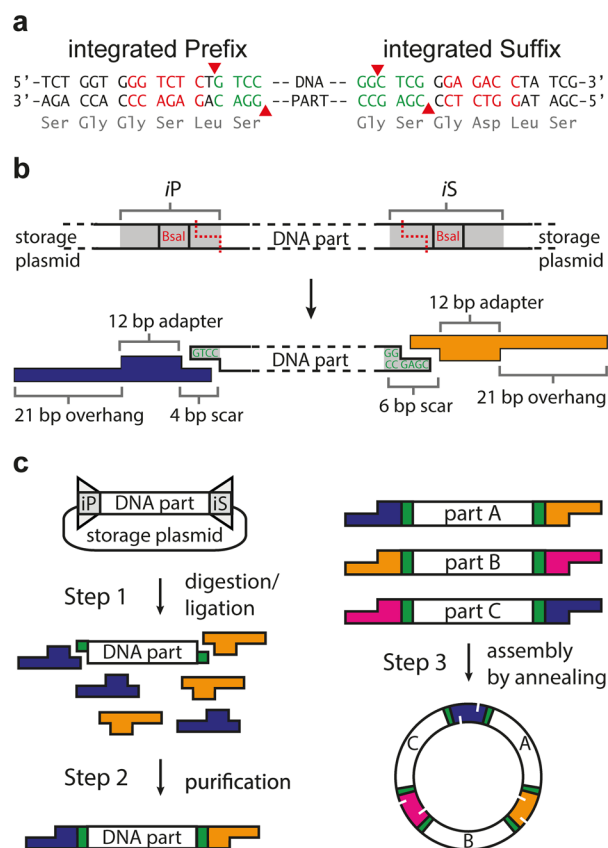 a
integrated Prefix integrated Suffix
5'-TCT GGT GGG TCT CTG TCC -- DNA -- GGC TCG GGA GAC CTA TCG-3'
3'-AGA CCA CCC AGA GAC AGG -- PART -- CCG AGC CCT CTG GAT AGC-5'
Ser Gly Gly Ser Leu Ser Gly Ser Gly Asp Leu Ser
b
iP iS
storage plasmid BsaI DNA part BsaI storage plasmid
12 bp adapter 12 bp adapter
GTCC DNA part GG
CC GAGC
21 bp overhang 4 bp scar 6 bp scar 21 bp overhang
c
iP DNA part iS
storage plasmid
Step 1 digestion/
ligation
DNA part
Step 2 purification
DNA part
part A
part B
part C
Step 3 assembly
by annealing
C A
B